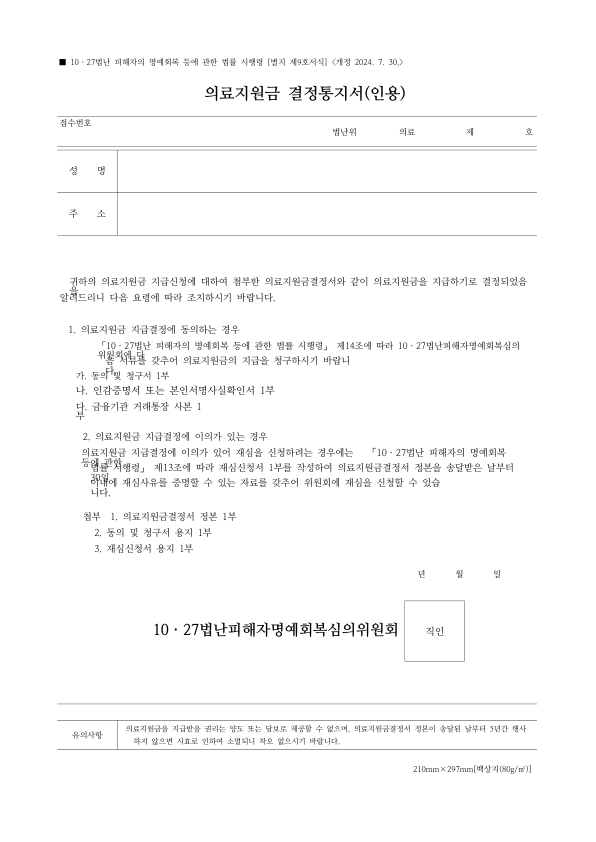 ■ 10ㆍ27법난 피해자의 명예회복 등에 관한 법률 시행령 [별지 제9호서식] 〈개정 2024. 7. 30.〉
의료지원금 결정통지서(인용)
접수번호
범난위 의료 제 호
성 명
주 소
귀하의 의료지원금 지급신청에 대하여 첨부한 의료지원금결정서와 같이 의료지원금을 지급하기로 결정되었음
을
알려드리니 다음 요령에 따라 조치하시기 바랍니다.
1. 의료지원금 지급결정에 동의하는 경우
「10ㆍ27법난 피해자의 명예회복 등에 관한 법률 시행령」 제14조에 따라 10ㆍ27법난피해자명예회복심의
위원회에 다
음 서류를 갖추어 의료지원금의 지급을 청구하시기 바랍니
다.
가. 동의 및 청구서 1부
나. 인감증명서 또는 본인서명사실확인서 1부
다. 금융기관 거래통장 사본 1
부
2. 의료지원금 지급결정에 이의가 있는 경우
의료지원금 지급결정에 이의가 있어 재심을 신청하려는 경우에는 「10ㆍ27법난 피해자의 명예회복
등에 관한
법률 시행령」 제13조에 따라 재심신청서 1부를 작성하여 의료지원금결정서 정본을 송달받은 날부터
30일
이내에 재심사유를 증명할 수 있는 자료를 갖추어 위원회에 재심을 신청할 수 있습
니다.
첨부 1. 의료지원금결정서 정본 1부
2. 동의 및 청구서 용지 1부
3. 재심신청서 용지 1부
년 월 일
10ㆍ27법난피해자명예회복심의위원회 직인
유의사항
의료지원금을 지급받을 권리는 양도 또는 담보로 제공할 수 없으며, 의료지원금결정서 정본이 송달된 날부터 5년간 행사
하지 않으면 시효로 인하여 소멸되니 착오 없으시기 바랍니다.
210mm×297mm[백상지(80g/㎡)]